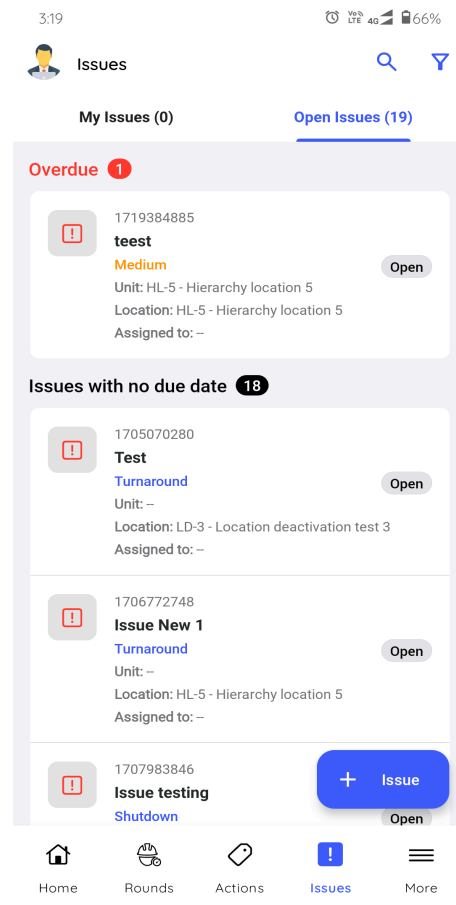 3:19
Vo LTE 4G 66%
Issues
My Issues (0)
Open Issues (19)
Overdue 1
1719384885
teest
Medium
Open
Unit: HL-5 - Hierarchy location 5
Location: HL-5 - Hierarchy location 5
Assigned to: --
Issues with no due date 18
1705070280
Test
Turnaround
Open
Unit: --
Location: LD-3 - Location deactivation test 3
Assigned to: --
1706772748
Issue New 1
Turnaround
Open
Unit: --
Location: HL-5 - Hierarchy location 5
Assigned to: --
1707983846
Issue testing
Shutdown
Open
+ Issue
Home
Rounds
Actions
Issues
More